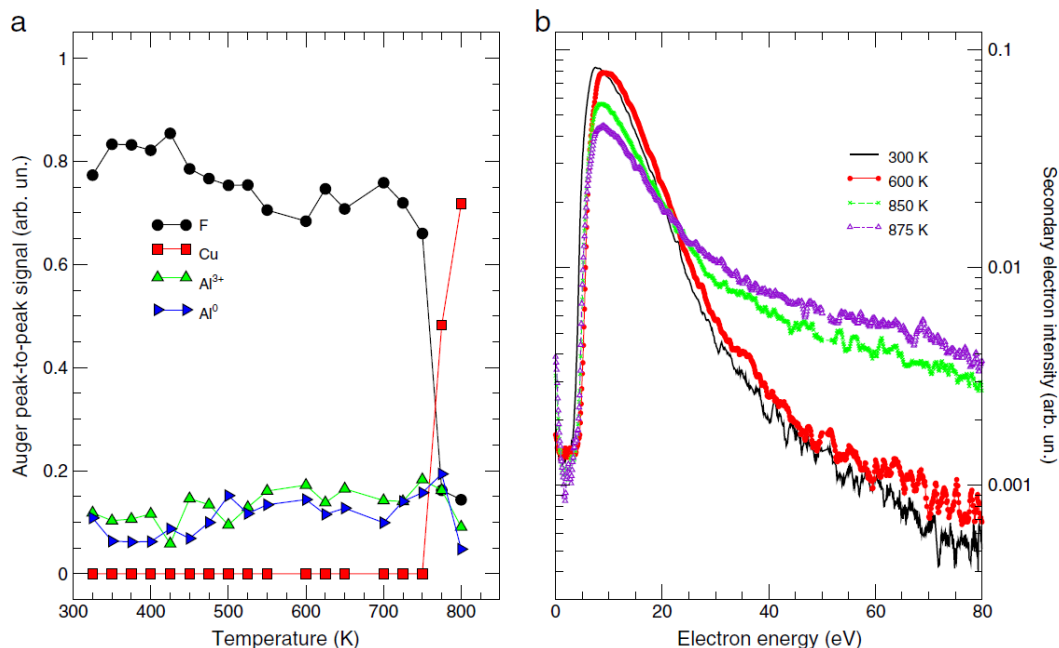 a
Auger peak-to-peak signal (arb. un.)
1
0.8
0.6
0.4
0.2
0
F
Cu
Al³⁺
Al⁰
300 400 500 600 700 800
Temperature (K)
b
0.1
0.01
0.001
Secondary electron intensity (arb. un.)
300 K
600 K
850 K
875 K
0 20 40 60 80
Electron energy (eV)